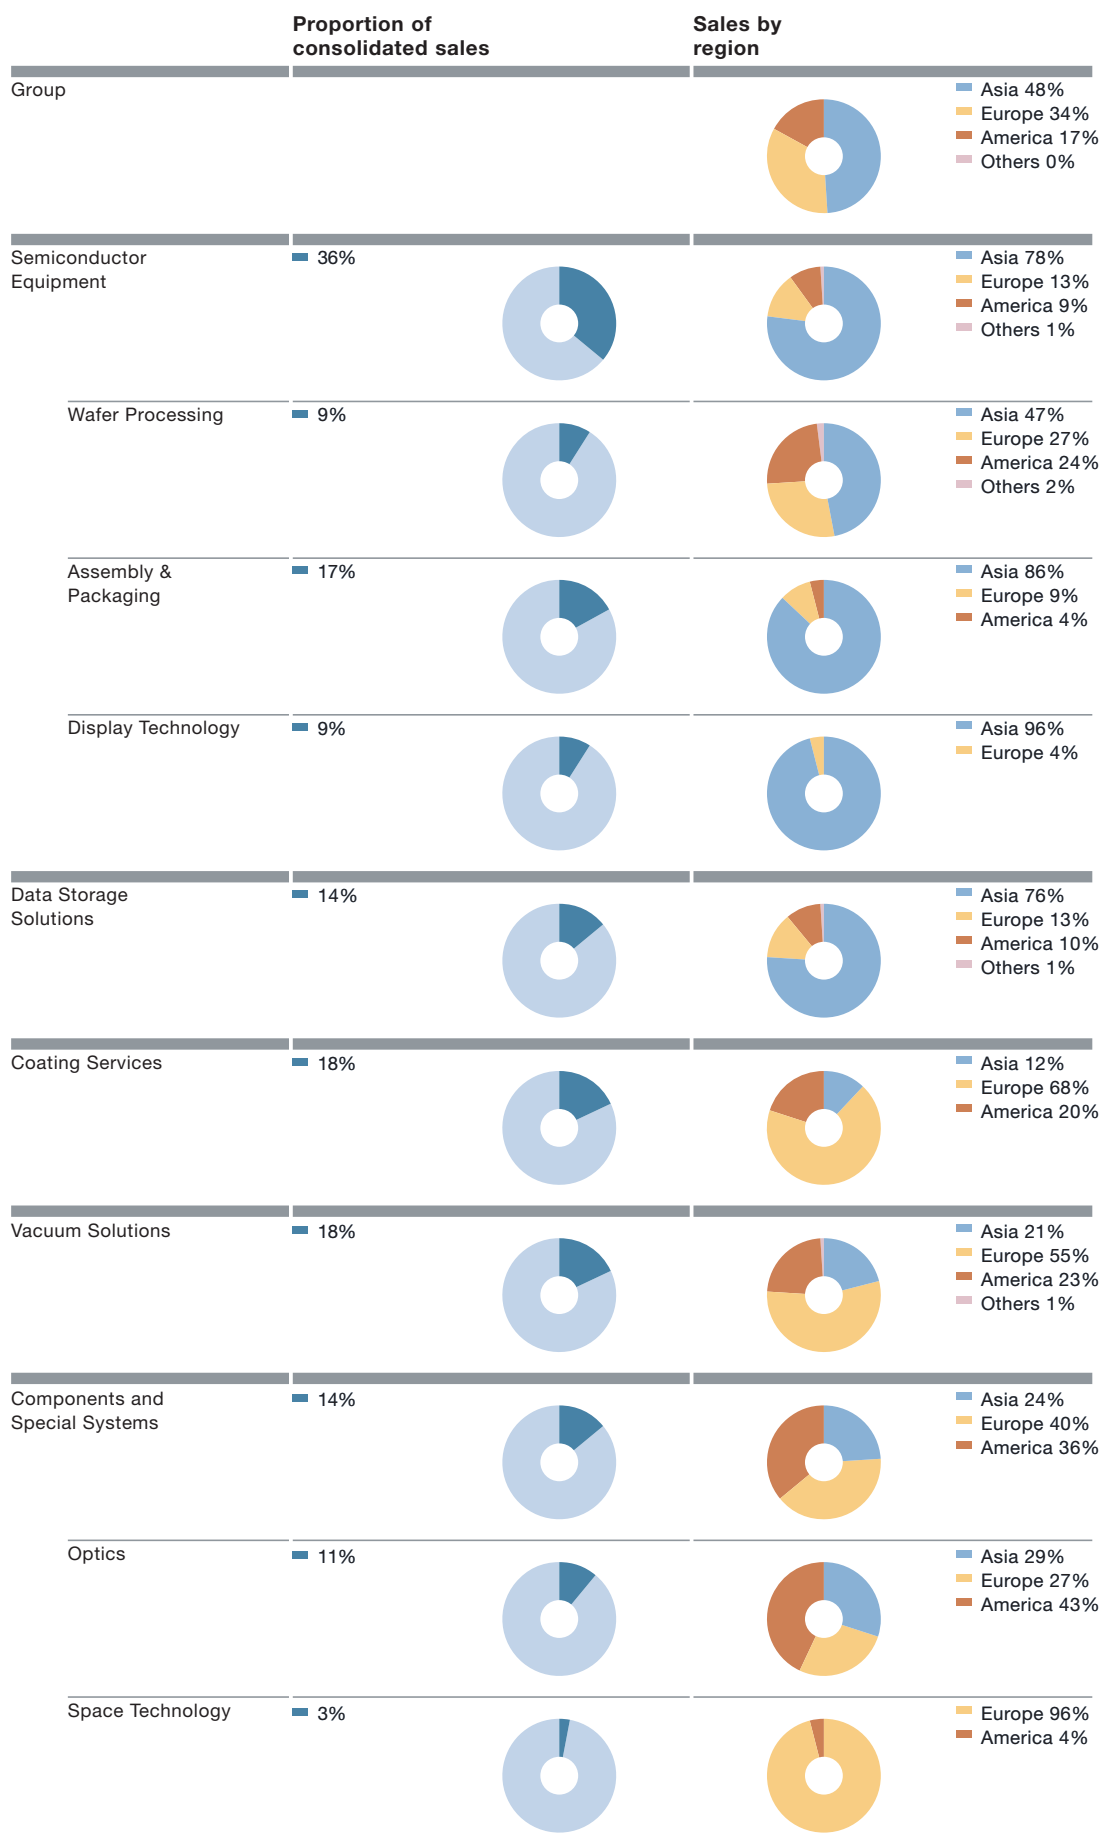 Proportion of
consolidated sales
Sales by
region
Group
Asia 48%
Europe 34%
America 17%
Others 0%
Semiconductor
Equipment
36%
Asia 78%
Europe 13%
America 9%
Others 1%
Wafer Processing
9%
Asia 47%
Europe 27%
America 24%
Others 2%
Assembly &
Packaging
17%
Asia 86%
Europe 9%
America 4%
Display Technology
9%
Asia 96%
Europe 4%
Data Storage
Solutions
14%
Asia 76%
Europe 13%
America 10%
Others 1%
Coating Services
18%
Asia 12%
Europe 68%
America 20%
Vacuum Solutions
18%
Asia 21%
Europe 55%
America 23%
Others 1%
Components and
Special Systems
14%
Asia 24%
Europe 40%
America 36%
Optics
11%
Asia 29%
Europe 27%
America 43%
Space Technology
3%
Europe 96%
America 4%